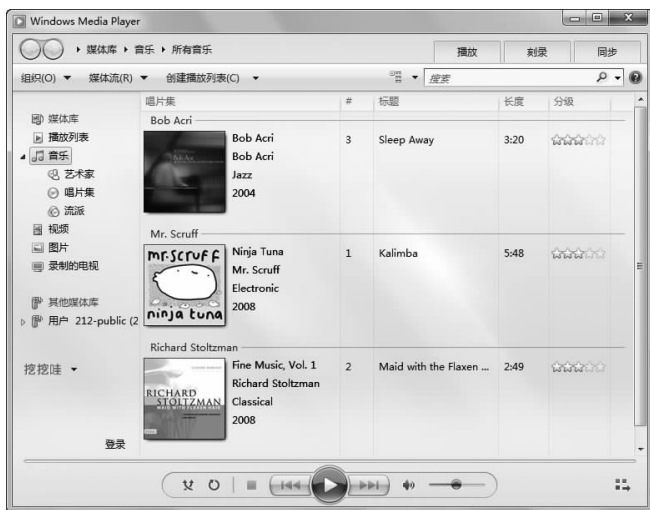 Windows Media Player
媒体库 音乐 所有音乐
播放 刻录 同步
组织(O) 媒体流(R) 创建播放列表(C) 搜索
唱片集 # 标题 长度 分级
媒体库
播放列表
音乐
艺术家
唱片集
流派
视频
图片
录制的电视
其他媒体库
用户 212-public (2
挖挖哇
登录
Bob Acri
Bob Acri 3 Sleep Away 3:20
Bob Acri
Jazz
2004
Mr. Scruff
mr.scruff
ninja tuna
Ninja Tuna 1 Kalimba 5:48
Mr. Scruff
Electronic
2008
Richard Stoltzman
RICHARD
STOLTZMAN
MAID WITH FLAXEN HAIR
Fine Music, Vol. 1 2 Maid with the Flaxen ... 2:49
Richard Stoltzman
Classical
2008